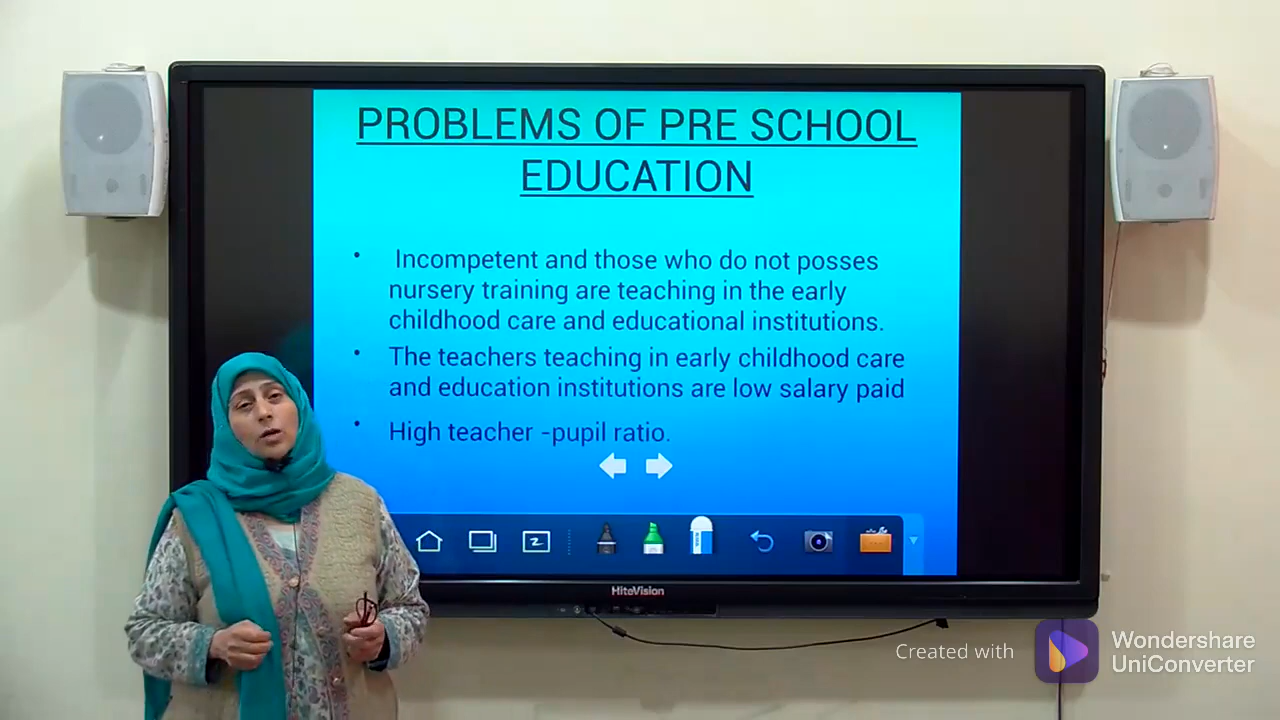 PROBLEMS OF PRE SCHOOL
EDUCATION
• Incompetent and those who do not posses
nursery training are teaching in the early
childhood care and educational institutions.
• The teachers teaching in early childhood care
and education institutions are low salary paid
• High teacher -pupil ratio.
HiteVision
Created with
Wondershare
UniConverter